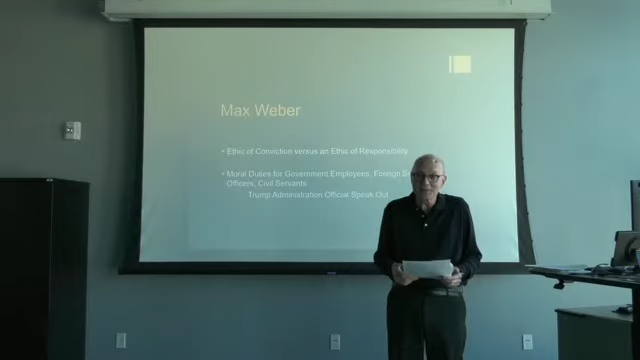 Max Weber
• Ethic of Conviction versus an Ethic of Responsibility
• Moral Duties for Government Employees, Foreign
Officers, Civil Servants
Trump Administration Official Speak Out